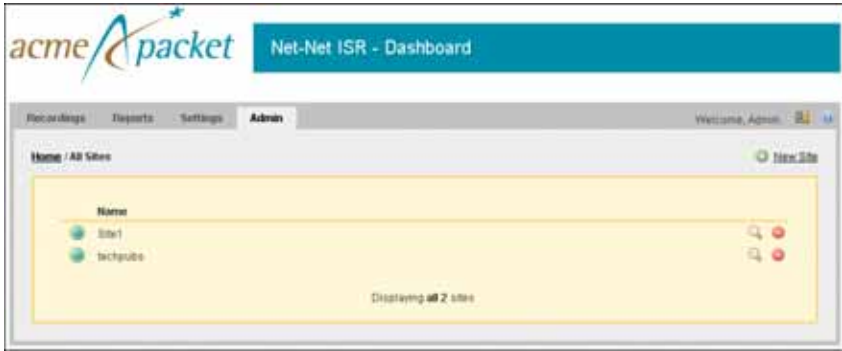 acme packet
Net-Net ISR - Dashboard
Recordings Reports Settings Admin
Welcome, Admin
Home / All Sites
New Site
Name
Site1
techpubs
Displaying all 2 sites